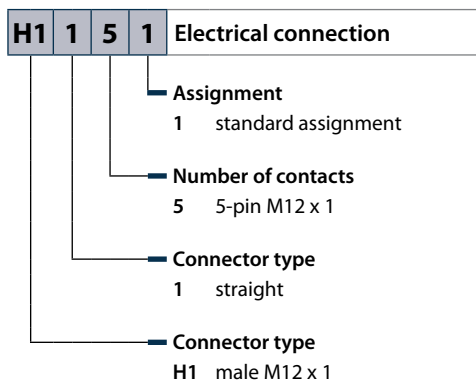 H1 1 5 1 Electrical connection
Assignment
1 standard assignment
Number of contacts
5 5-pin M12 x 1
Connector type
1 straight
Connector type
H1 male M12 x 1